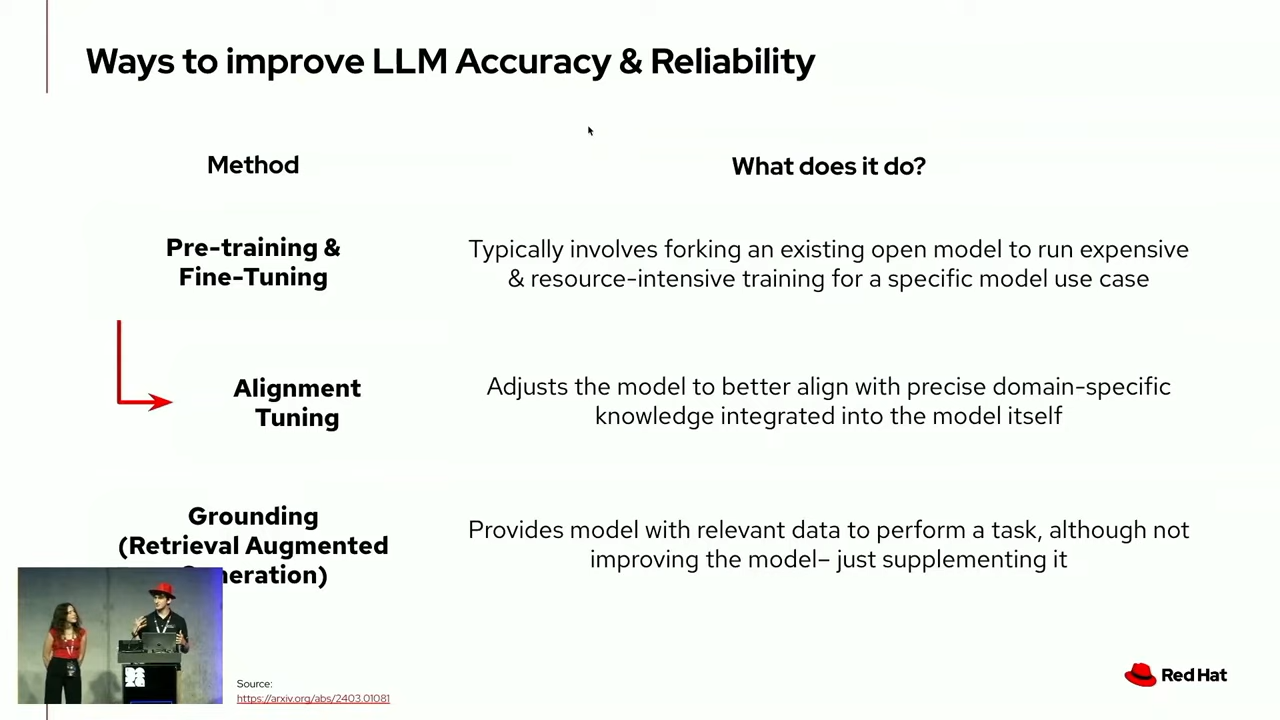 Ways to improve LLM Accuracy & Reliability
Method
What does it do?
Pre-training &
Fine-Tuning
Typically involves forking an existing open model to run expensive
& resource-intensive training for a specific model use case
Alignment
Tuning
Adjusts the model to better align with precise domain-specific
knowledge integrated into the model itself
Grounding
(Retrieval Augmented
neration)
Provides model with relevant data to perform a task, although not
improving the model– just supplementing it
Source:
https://arxiv.org/abs/2403.01081
Red Hat